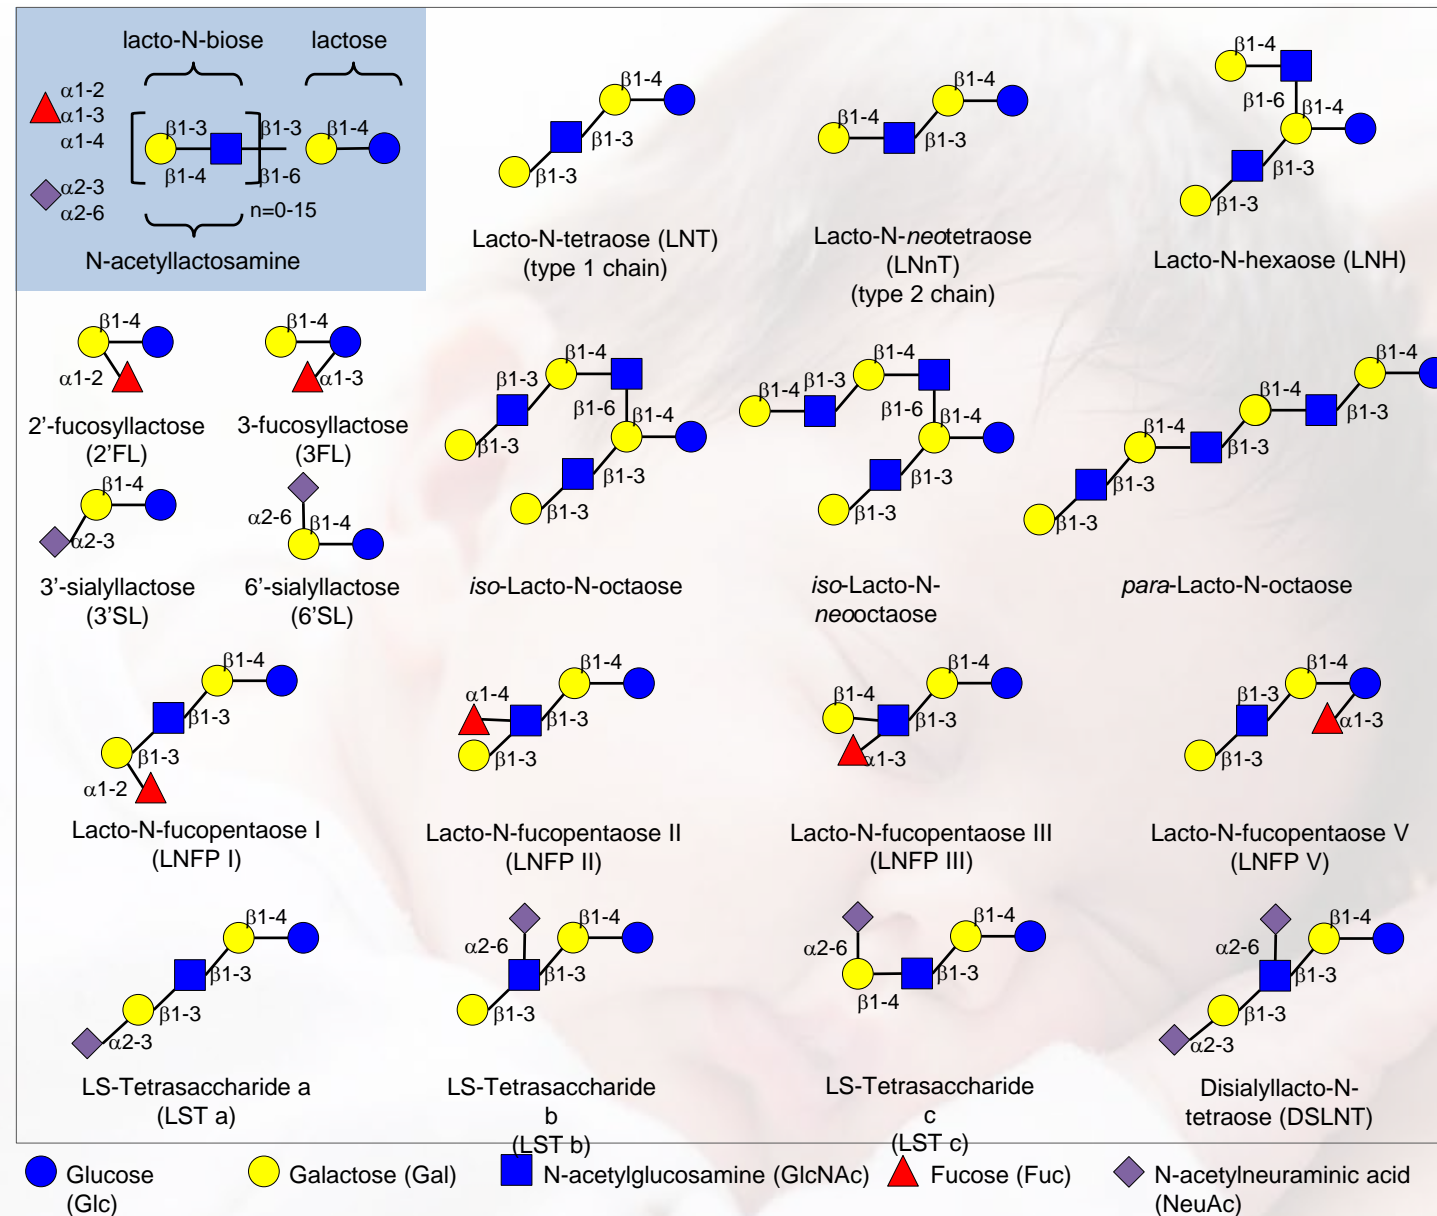 lacto-N-biose
lactose
α1-2
α1-3
α1-4
β1-3
β1-3
β1-4
β1-4
β1-6
α2-3
α2-6
n=0-15
N-acetyllactosamine
β1-4
β1-3
β1-3
Lacto-N-tetraose (LNT)
(type 1 chain)
β1-4
β1-4
β1-3
Lacto-N-neotetraose
(LNnT)
(type 2 chain)
β1-4
β1-6
β1-4
β1-3
β1-3
Lacto-N-hexaose (LNH)
β1-4
α1-2
2’-fucosyllactose
(2’FL)
β1-4
α1-3
3-fucosyllactose
(3FL)
β1-4
α2-3
3’-sialyllactose
(3’SL)
α2-6
β1-4
6’-sialyllactose
(6’SL)
β1-4
β1-3
β1-6
β1-4
β1-3
β1-3
β1-3
iso-Lacto-N-octaose
β1-4
β1-4
β1-3
β1-6
β1-4
β1-3
β1-3
iso-Lacto-N-
neooctaose
β1-4
β1-4
β1-3
β1-4
β1-3
β1-3
β1-3
para-Lacto-N-octaose
β1-4
β1-3
β1-3
α1-2
Lacto-N-fucopentaose I
(LNFP I)
β1-4
α1-4
β1-3
β1-3
Lacto-N-fucopentaose II
(LNFP II)
β1-4
β1-4
β1-3
α1-3
Lacto-N-fucopentaose III
(LNFP III)
β1-4
β1-3
α1-3
β1-3
Lacto-N-fucopentaose V
(LNFP V)
β1-4
β1-3
β1-3
α2-3
LS-Tetrasaccharide a
(LST a)
β1-4
α2-6
β1-3
β1-3
LS-Tetrasaccharide
b
(LST b)
β1-4
α2-6
β1-3
β1-4
LS-Tetrasaccharide
c
(LST c)
β1-4
α2-6
β1-3
β1-3
α2-3
Disialyllacto-N-
tetraose (DSLNT)
Glucose
(Glc)
Galactose (Gal)
N-acetylglucosamine (GlcNAc)
Fucose (Fuc)
N-acetylneuraminic acid
(NeuAc)